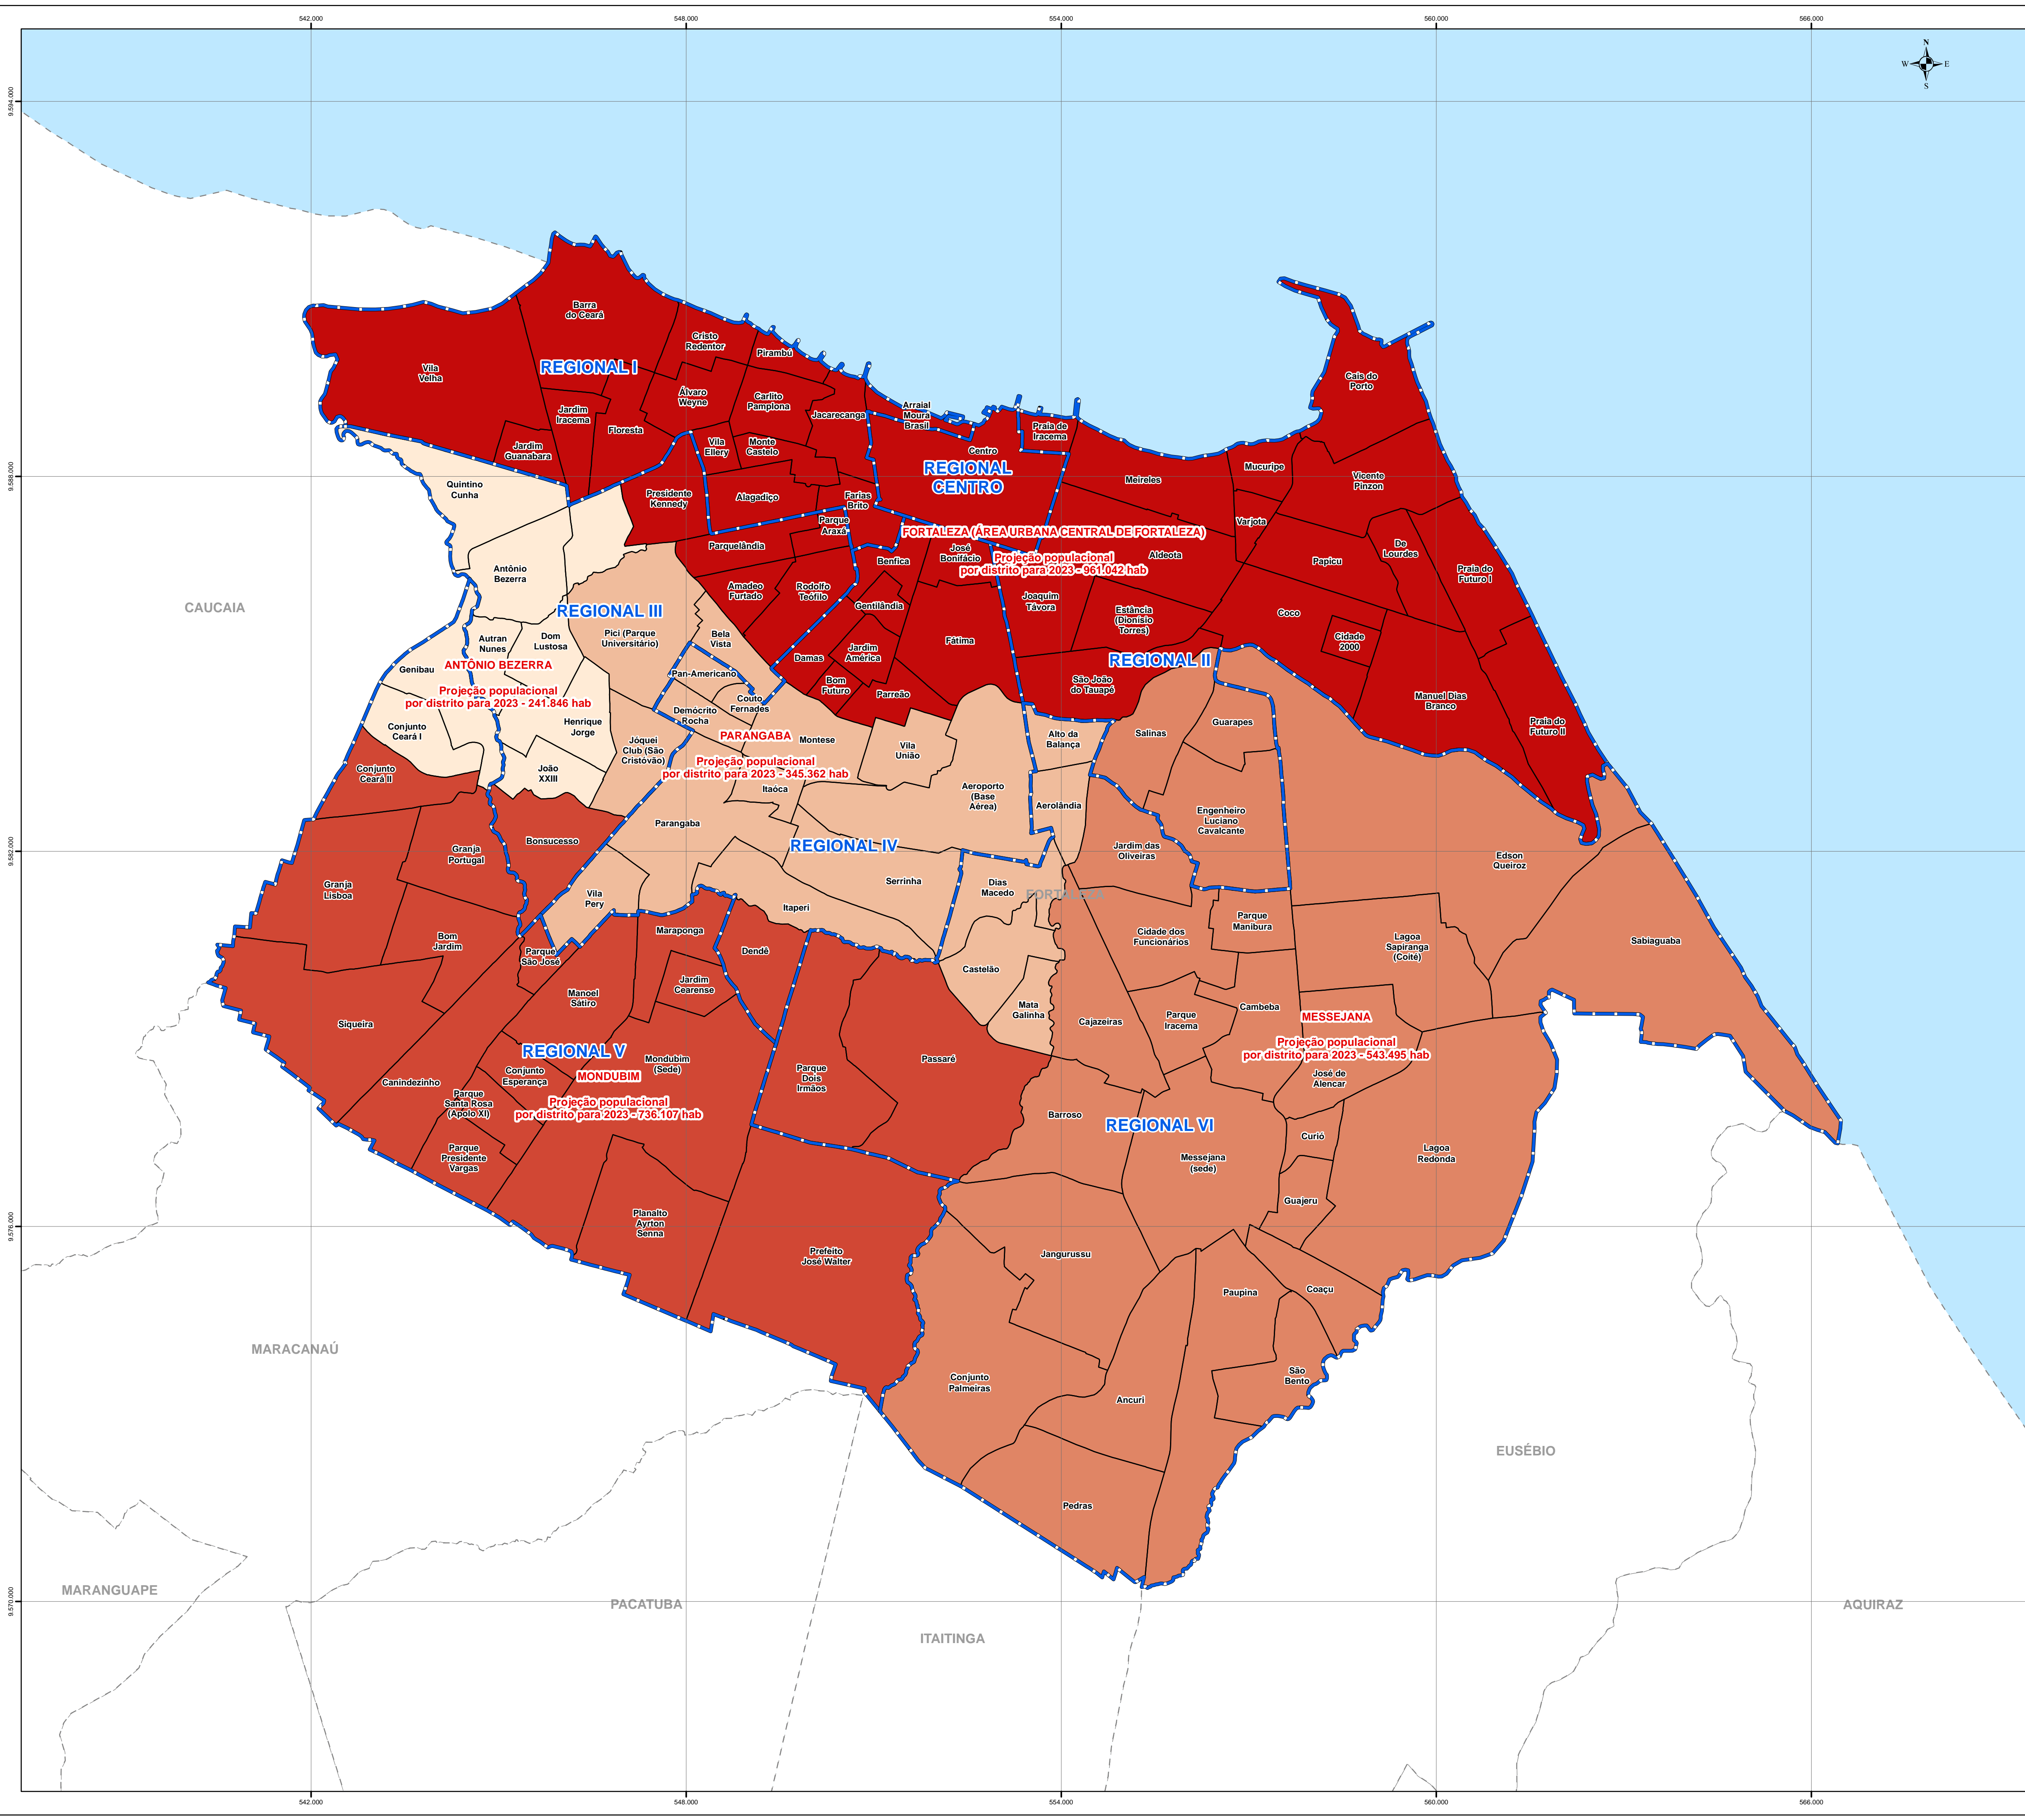 542.000
548.000
554.000
560.000
566.000
N
W
E
S
9.594.000
9.588.000
9.582.000
9.576.000
9.570.000
Barra
do Ceará
Cristo
Redentor
Pirambú
REGIONAL I
Vila
Velha
Cais do
Porto
Álvaro
Weyne
Carlito
Pamplona
Jardim
Iracema
Floresta
Jacarecanga
Arraial
Moura
Brasil
Praia de
Iracema
Jardim
Guanabara
Vila
Ellery
Monte
Castelo
Centro
REGIONAL
CENTRO
Mucuripe
Meireles
Vicente
Pinzon
Quintino
Cunha
Presidente
Kennedy
Alagadiço
Farias
Brito
Parque
Araxá
Varjota
FORTALEZA (ÁREA URBANA CENTRAL DE FORTALEZA)
Projeção populacional
por distrito para 2023 - 961.042 hab
Parquelândia
José
Bonifácio
Benfica
Aldeota
Papicu
De
Lourdes
Praia do
Futuro I
Antônio
Bezerra
Amadeo
Furtado
Rodolfo
Teófilo
Gentilândia
Joaquim
Távora
Estância
(Dionísio
Torres)
Coco
Cidade
2000
CAUCAIA
REGIONAL III
Autran
Nunes
Dom
Lustosa
Pici (Parque
Universitário)
Bela
Vista
Fátima
Damas
Jardim
América
REGIONAL II
Genibau
ANTÔNIO BEZERRA
Projeção populacional
por distrito para 2023 - 241.846 hab
Pan-Americano
Bom
Futuro
Parreão
São João
do Tauapé
Manuel Dias
Branco
Couto
Fernades
Demócrito
Rocha
Conjunto
Ceará I
Henrique
Jorge
Guarapes
Praia do
Futuro II
PARANGABA
Montese
Jóquei
Club (São
Cristóvão)
Vila
União
Alto da
Balança
Salinas
Projeção populacional
por distrito para 2023 - 345.362 hab
Conjunto
Ceará II
João
XXIII
Itaóca
Aeroporto
(Base
Aérea)
Aerolândia
Parangaba
Engenheiro
Luciano
Cavalcante
Bonsucesso
Granja
Portugal
REGIONAL IV
Jardim das
Oliveiras
Edson
Queiroz
Granja
Lisboa
Serrinha
Dias
Macedo
FORTALEZA
Vila
Pery
Itaperi
Parque
Manibura
Maraponga
Cidade dos
Funcionários
Bom
Jardim
Dendê
Lagoa
Sapiranga
(Coité)
Sabiaguaba
Parque
São José
Castelão
Jardim
Cearense
Manoel
Sátiro
Mata
Galinha
Cambeba
Siqueira
Cajazeiras
Parque
Iracema
MESSEJANA
Projeção populacional
por distrito para 2023 - 543.495 hab
REGIONAL V
Passaré
Mondubim
(Sede)
Conjunto
Esperança
MONDUBIM
Parque
Dois
Irmãos
José de
Alencar
Canindezinho
Parque
Santa Rosa
(Apolo XI)
Projeção populacional
por distrito para 2023 - 736.107 hab
Barroso
REGIONAL VI
Curió
Lagoa
Redonda
Parque
Presidente
Vargas
Messejana
(sede)
Guajeru
Planalto
Ayrton
Senna
Prefeito
José Walter
Jangurussu
Paupina
Coaçu
MARACANAÚ
Conjunto
Palmeiras
São
Bento
Ancuri
EUSÉBIO
Pedras
MARANGUAPE
PACATUBA
AQUIRAZ
ITAITINGA
542.000
548.000
554.000
560.000
566.000